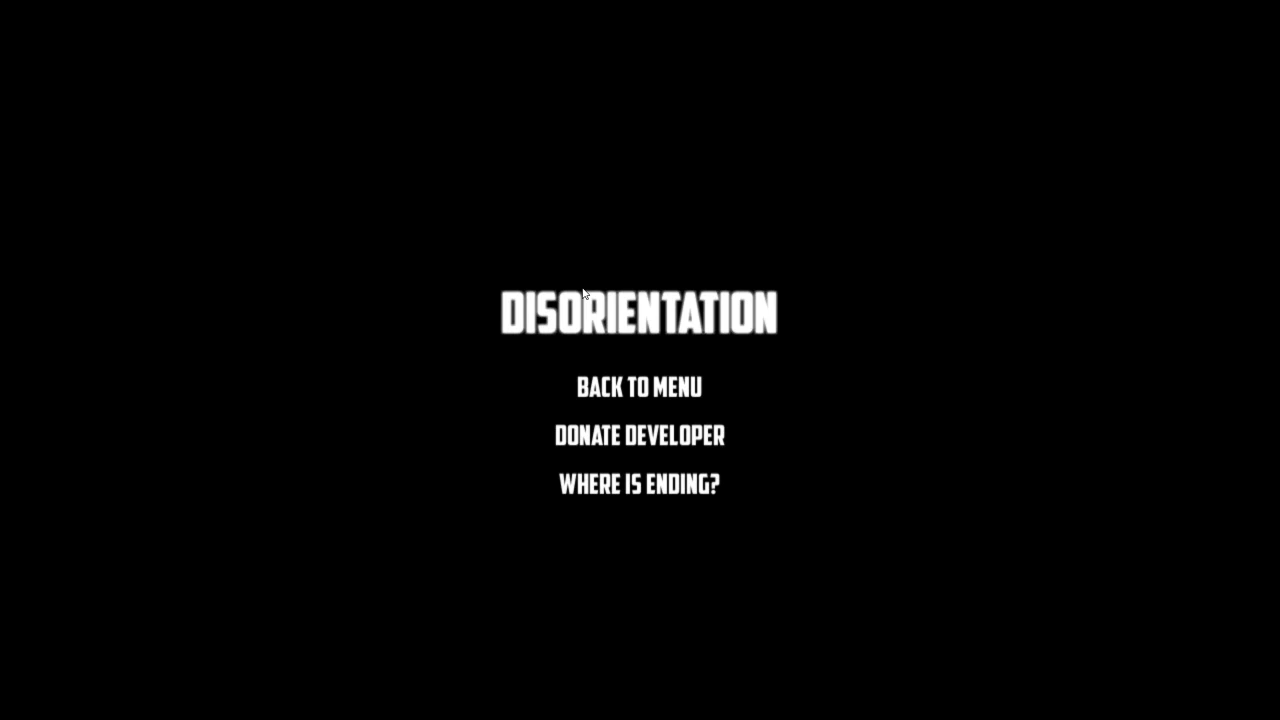 DISORIENTATION
BACK TO MENU
DONATE DEVELOPER
WHERE IS ENDING?